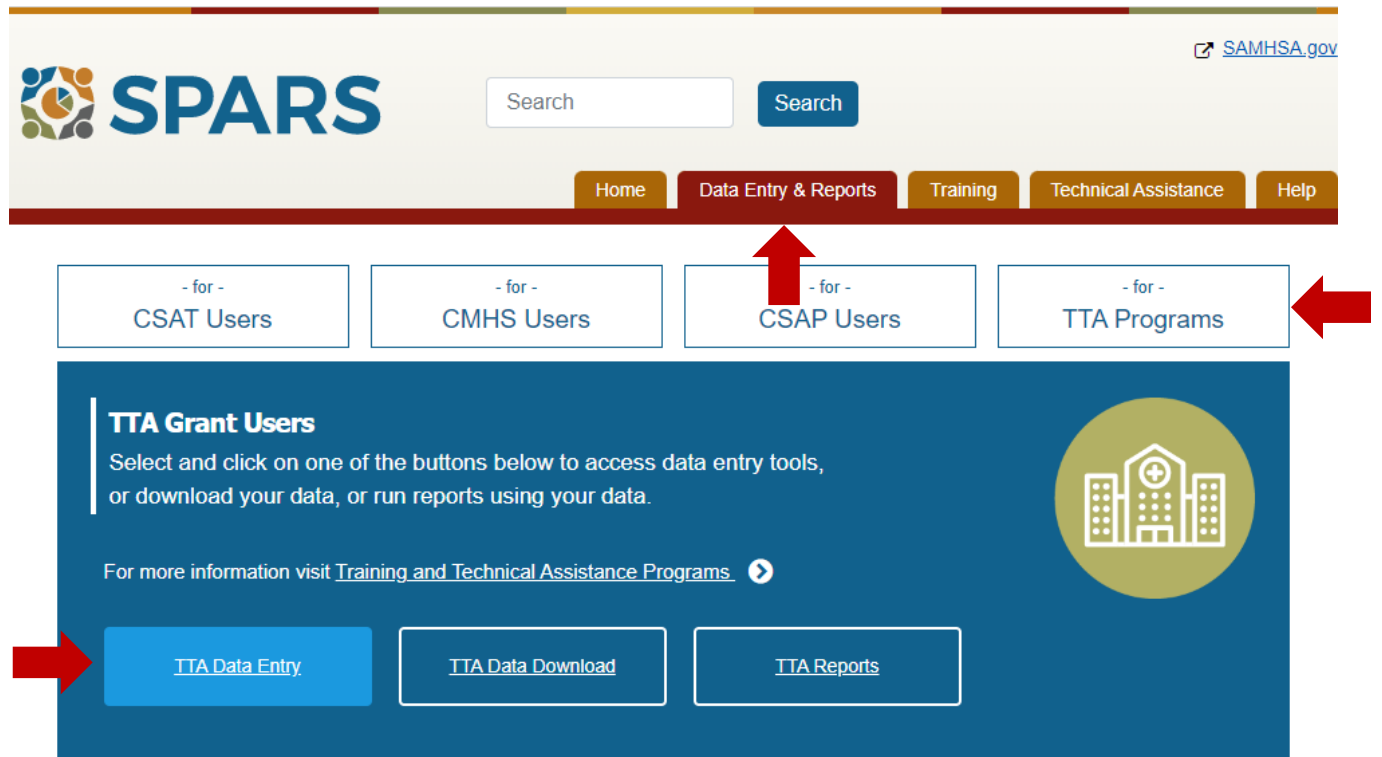 SAMHSA.gov
SPARS
Search
Search
Home
Data Entry & Reports
Training
Technical Assistance
Help
- for -
CSAT Users
- for -
CMHS Users
- for -
CSAP Users
- for -
TTA Programs
TTA Grant Users
Select and click on one of the buttons below to access data entry tools,
or download your data, or run reports using your data.
For more information visit Training and Technical Assistance Programs
TTA Data Entry
TTA Data Download
TTA Reports